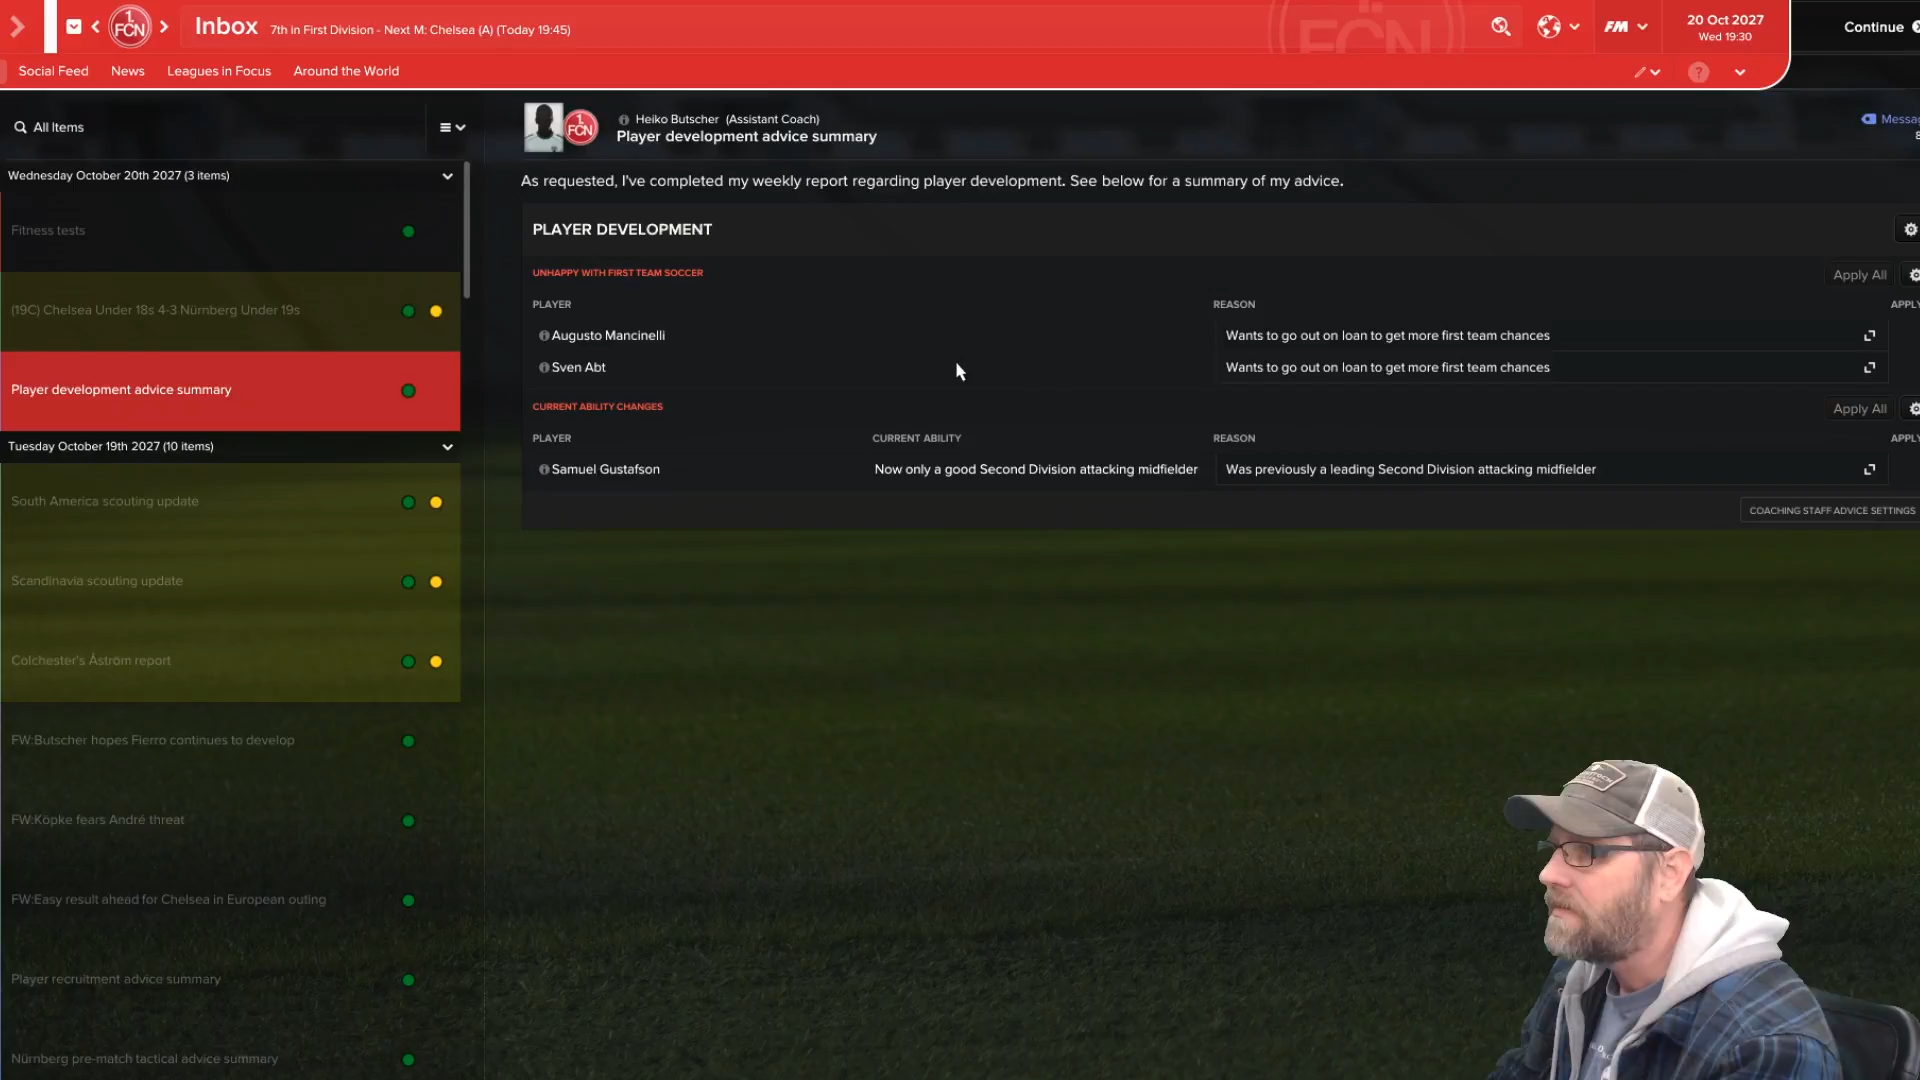 Inbox
7th in First Division - Next M: Chelsea (A) (Today 19:45)
FM
20 Oct 2027
Wed 19:30
Continue
Social Feed
News
Leagues in Focus
Around the World
All Items
Wednesday October 20th 2027 (3 items)
Fitness tests
(19C) Chelsea Under 18s 4-3 Nürnberg Under 19s
Player development advice summary
Tuesday October 19th 2027 (10 items)
South America scouting update
Scandinavia scouting update
Colchester's Åström report
FW:Butscher hopes Fierro continues to develop
FW:Köpke fears André threat
FW:Easy result ahead for Chelsea in European outing
Player recruitment advice summary
Nürnberg pre-match tactical advice summary
Heiko Butscher (Assistant Coach)
Player development advice summary
As requested, I've completed my weekly report regarding player development. See below for a summary of my advice.
PLAYER DEVELOPMENT
UNHAPPY WITH FIRST TEAM SOCCER
Apply All
PLAYER REASON APPLY
Augusto Mancinelli Wants to go out on loan to get more first team chances
Sven Abt Wants to go out on loan to get more first team chances
CURRENT ABILITY CHANGES
Apply All
PLAYER CURRENT ABILITY REASON APPLY
Samuel Gustafson Now only a good Second Division attacking midfielder Was previously a leading Second Division attacking midfielder
COACHING STAFF ADVICE SETTINGS
1.
FCN